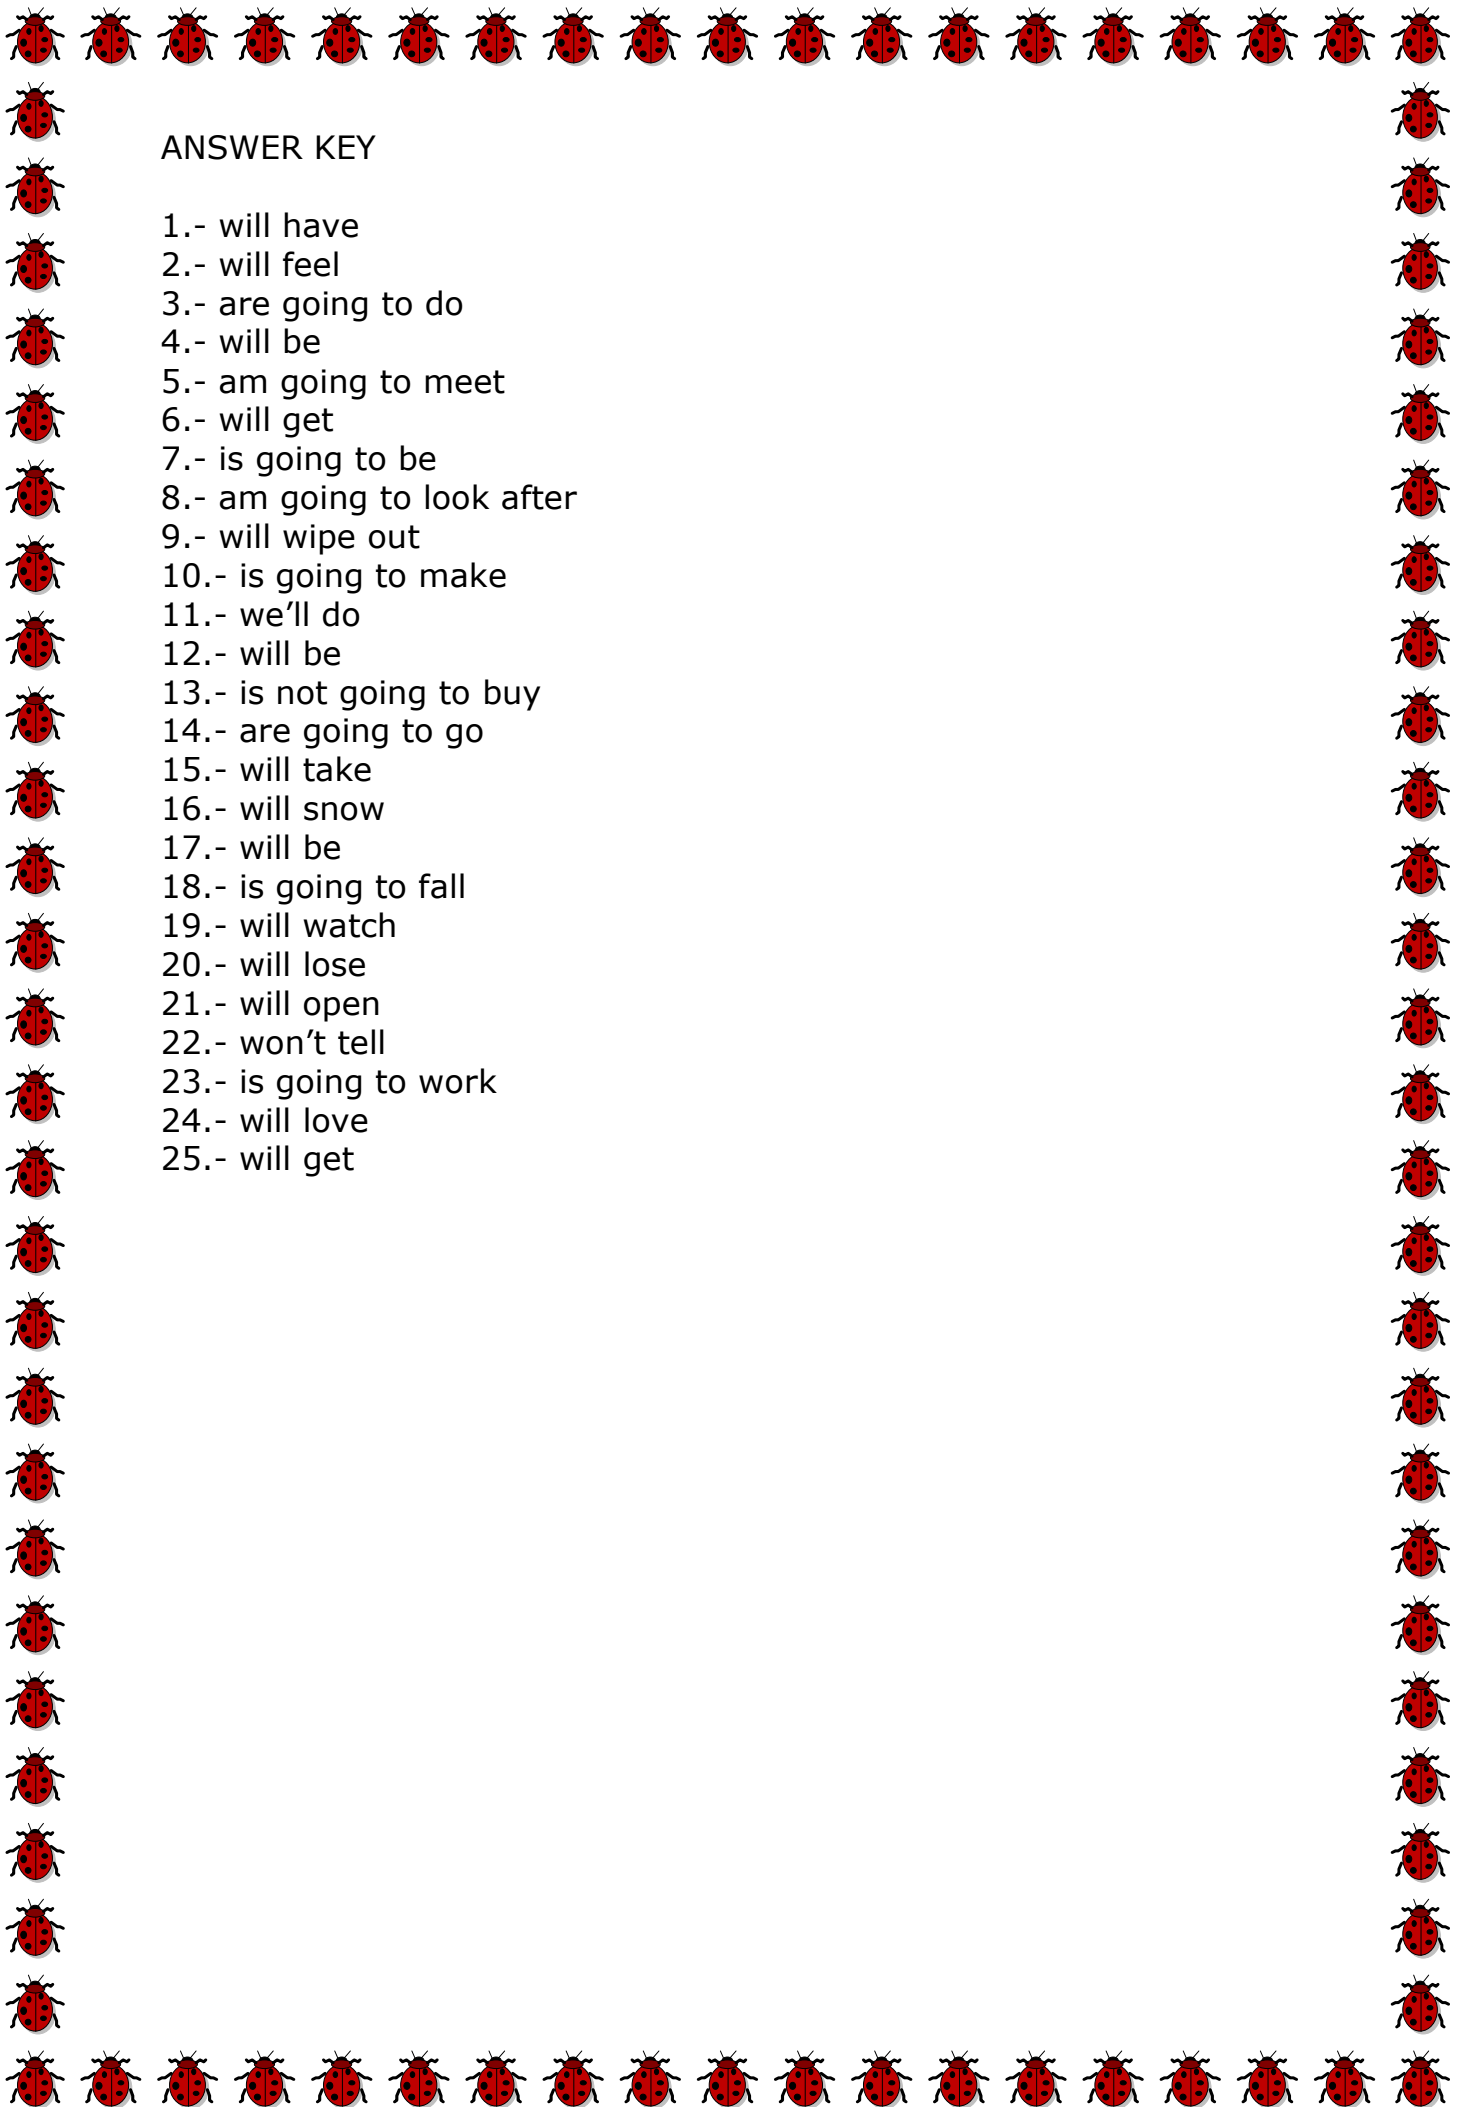 ANSWER KEY
1.- will have
2.- will feel
3.- are going to do
4.- will be
5.- am going to meet
6.- will get
7.- is going to be
8.- am going to look after
9.- will wipe out
10.- is going to make
11.- we’ll do
12.- will be
13.- is not going to buy
14.- are going to go
15.- will take
16.- will snow
17.- will be
18.- is going to fall
19.- will watch
20.- will lose
21.- will open
22.- won’t tell
23.- is going to work
24.- will love
25.- will get